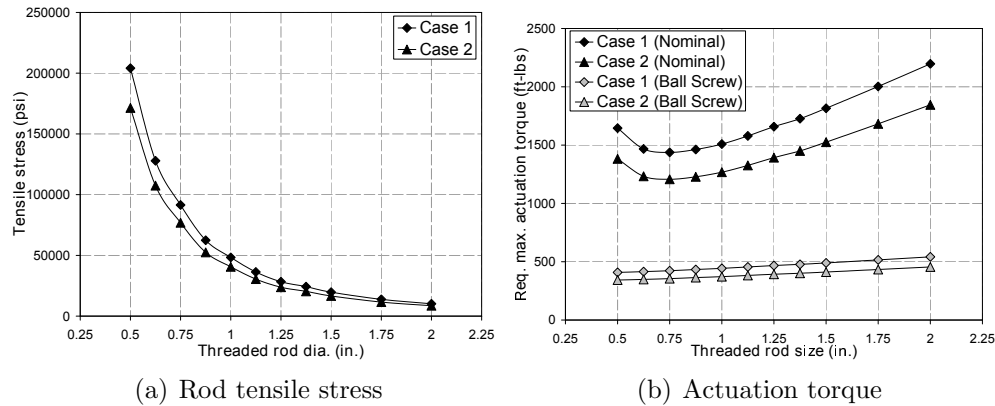 250000
200000
150000
100000
50000
0
Tensile stress (psi)
Case 1
Case 2
0.25 0.5 0.75 1 1.25 1.5 1.75 2 2.25
Threaded rod dia. (in.)
(a) Rod tensile stress
2500
2000
1500
1000
500
0
Req. max. actuation torque (ft-lbs)
Case 1 (Nominal)
Case 2 (Nominal)
Case 1 (Ball Screw)
Case 2 (Ball Screw)
0.25 0.5 0.75 1 1.25 1.5 1.75 2 2.25
Threaded rod size (in.)
(b) Actuation torque